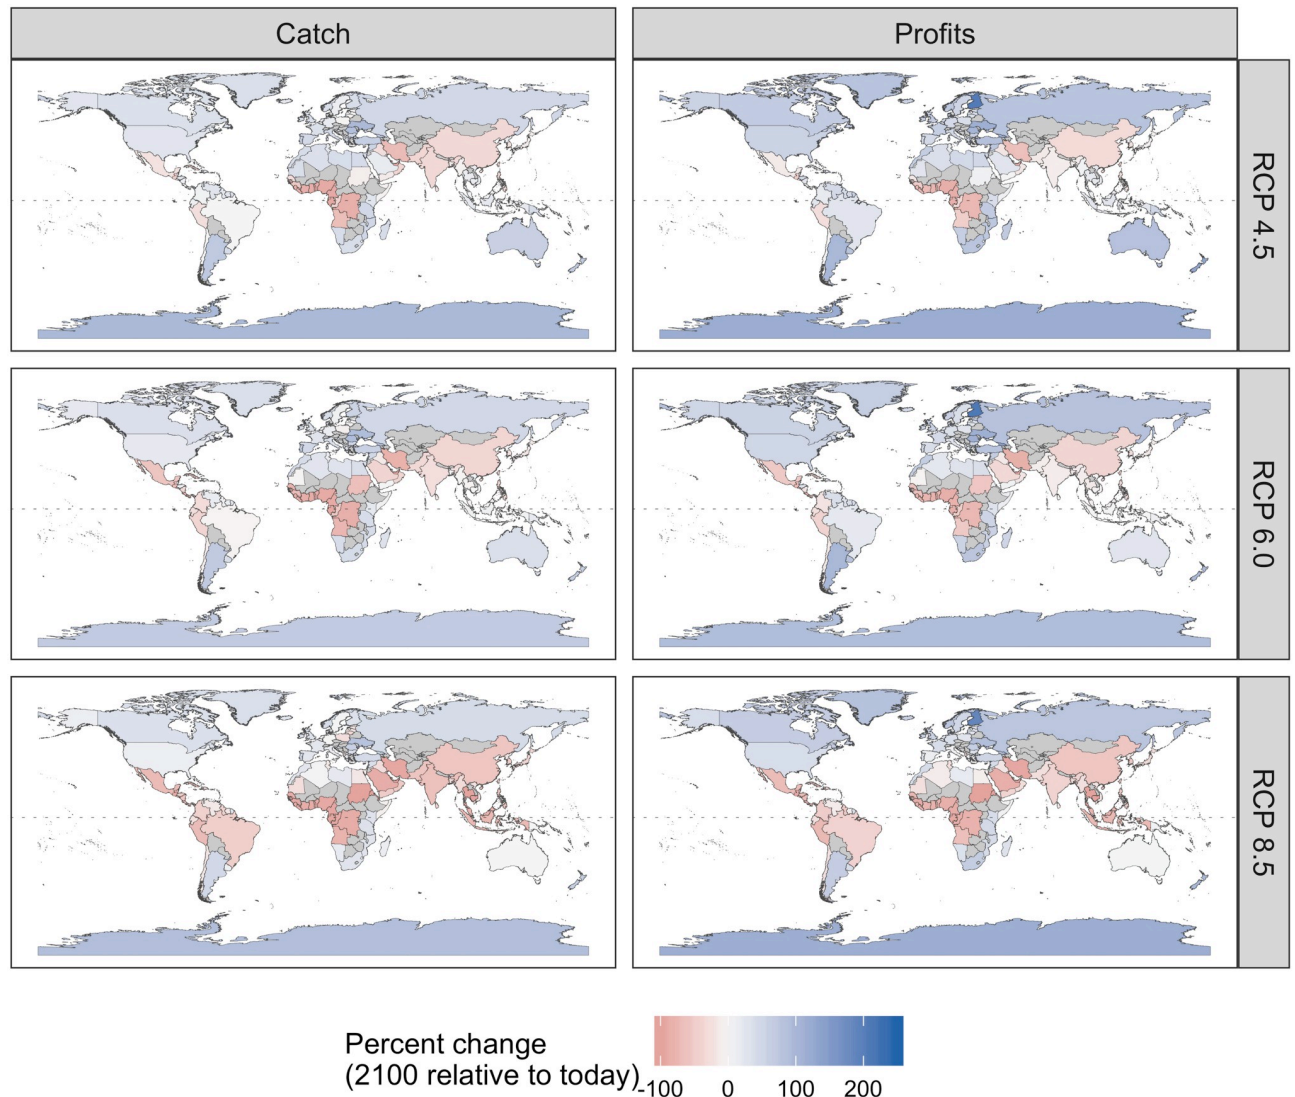 Catch
Profits
RCP 4.5
RCP 6.0
RCP 8.5
Percent change
(2100 relative to today)
-100 0 100 200